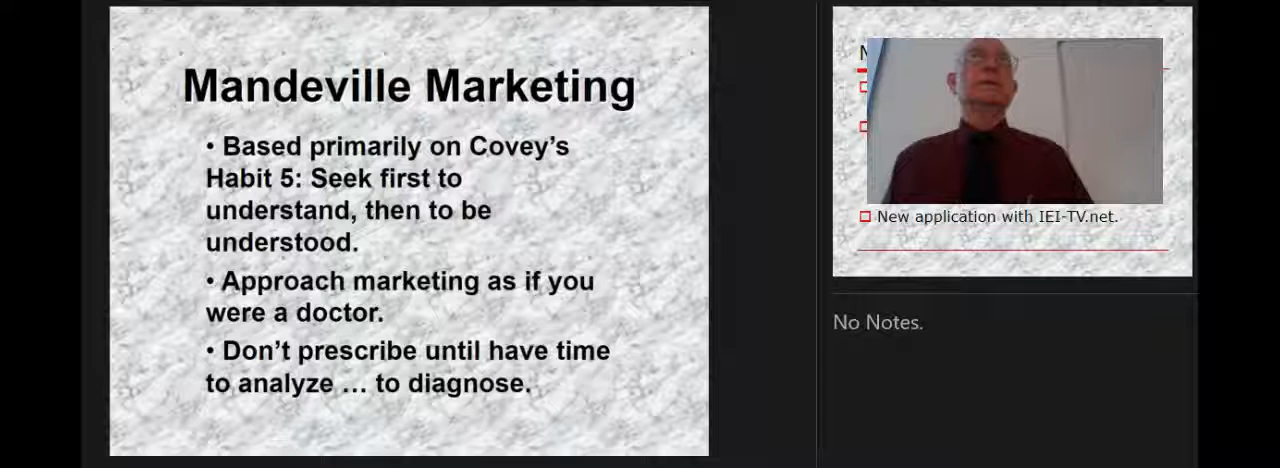 Mandeville Marketing
• Based primarily on Covey’s
Habit 5: Seek first to
understand, then to be
understood.
• Approach marketing as if you
were a doctor.
• Don’t prescribe until have time
to analyze … to diagnose.
New application with IEI-TV.net.
No Notes.